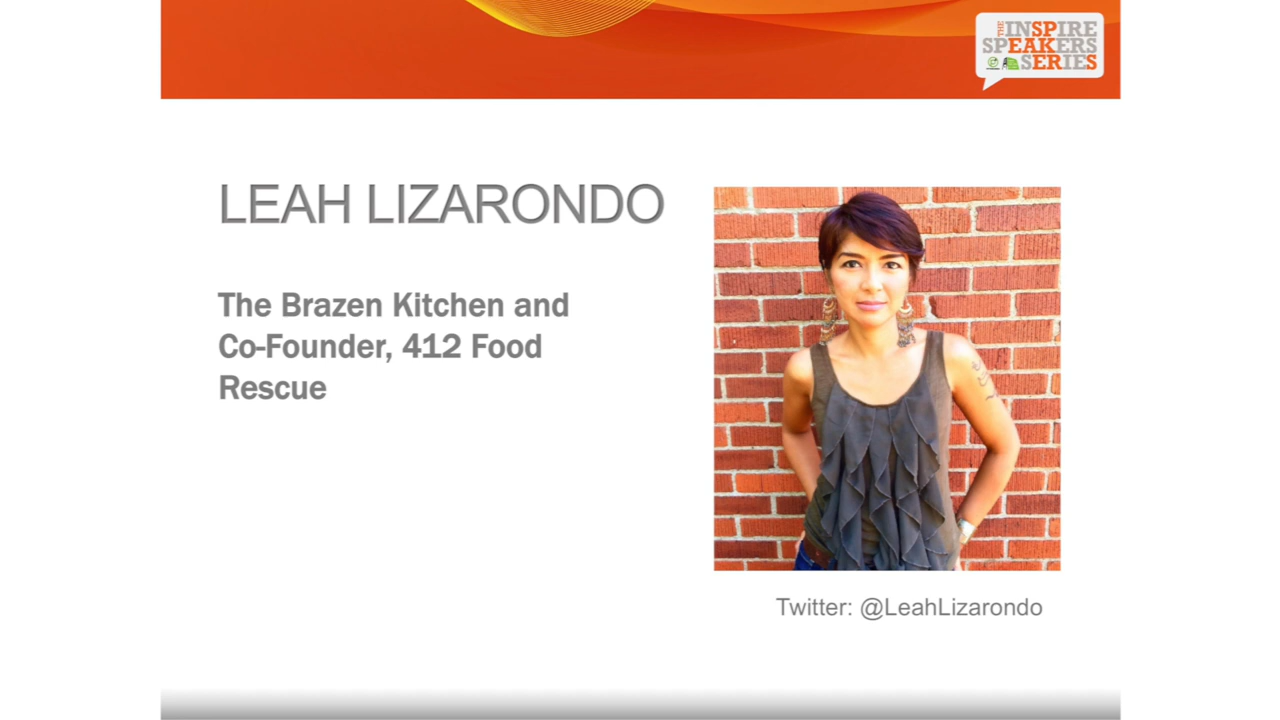 THE INSPIRE
SPEAKERS
SERIES
LEAH LIZARONDO
The Brazen Kitchen and
Co-Founder, 412 Food
Rescue
Twitter: @LeahLizarondo